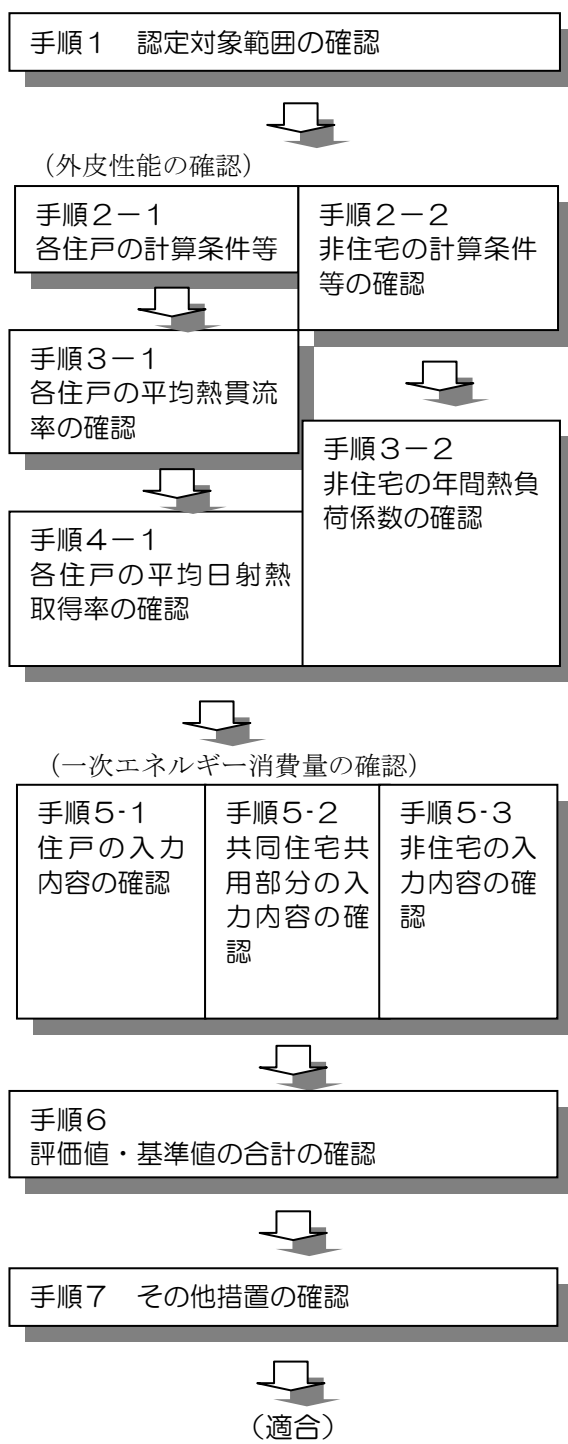 手順１　認定対象範囲の確認
（外皮性能の確認）
手順２－１
各住戸の計算条件等
手順２－２
非住宅の計算条件
等の確認
手順３－１
各住戸の平均熱貫流
率の確認
手順３－２
非住宅の年間熱負
荷係数の確認
手順４－１
各住戸の平均日射熱
取得率の確認
（一次エネルギー消費量の確認）
手順５-１
住戸の入力
内容の確認
手順５-２
共同住宅共
用部分の入
力内容の確
認
手順５-３
非住宅の入
力内容の確
認
手順６
評価値・基準値の合計の確認
手順７　その他措置の確認
（適合）